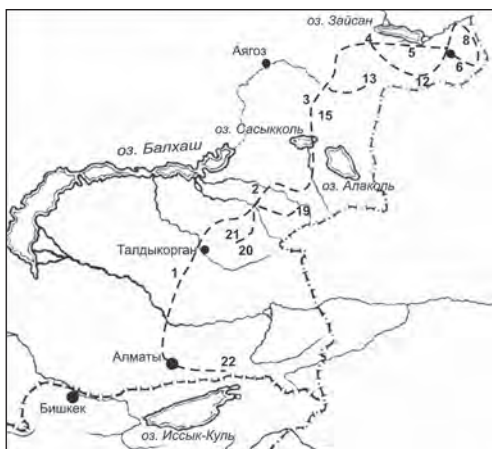 оз. Зайсан
4
5
8
6
12
Аягоз
13
3
15
оз. Сасыкколь
оз. Балхаш
оз. Алаколь
2
19
21
20
Талдыкорган
1
Алматы
22
Бишкек
оз. Иссык-Куль